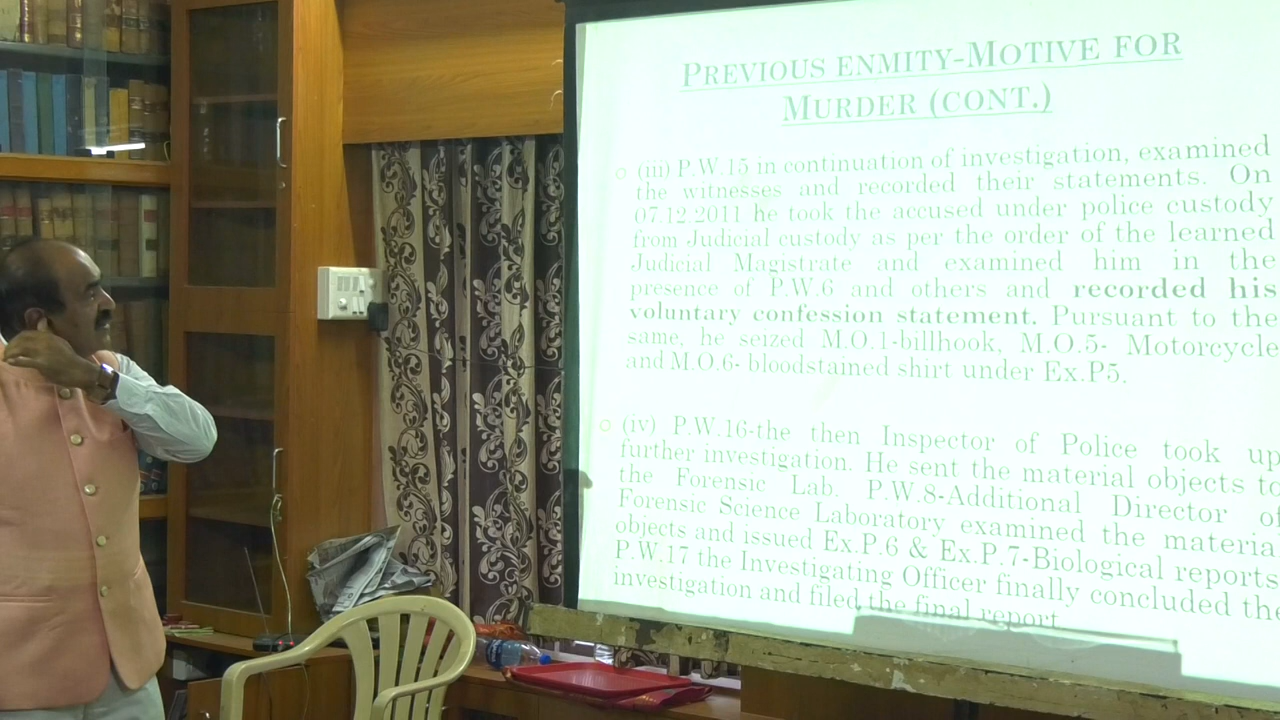 PREVIOUS ENMITY-MOTIVE FOR
MURDER (CONT.)
(iii) P.W.15 in continuation of investigation, examined
the witnesses and recorded their statements. On
07.12.2011 he took the accused under police custody
from Judicial custody as per the order of the learned
Judicial Magistrate and examined him in the
presence of P.W.6 and others and recorded his
voluntary confession statement. Pursuant to the
same, he seized M.O.1-billhook, M.O.5- Motorcycle
and M.O.6- bloodstained shirt under Ex.P5.
(iv) P.W.16-the then Inspector of Police took up
further investigation. He sent the material objects to
the Forensic Lab. P.W.8-Additional Director of
Forensic Science Laboratory examined the materia
objects and issued Ex.P.6 & Ex.P.7-Biological reports
P.W.17 the Investigating Officer finally concluded the
investigation and filed the final report